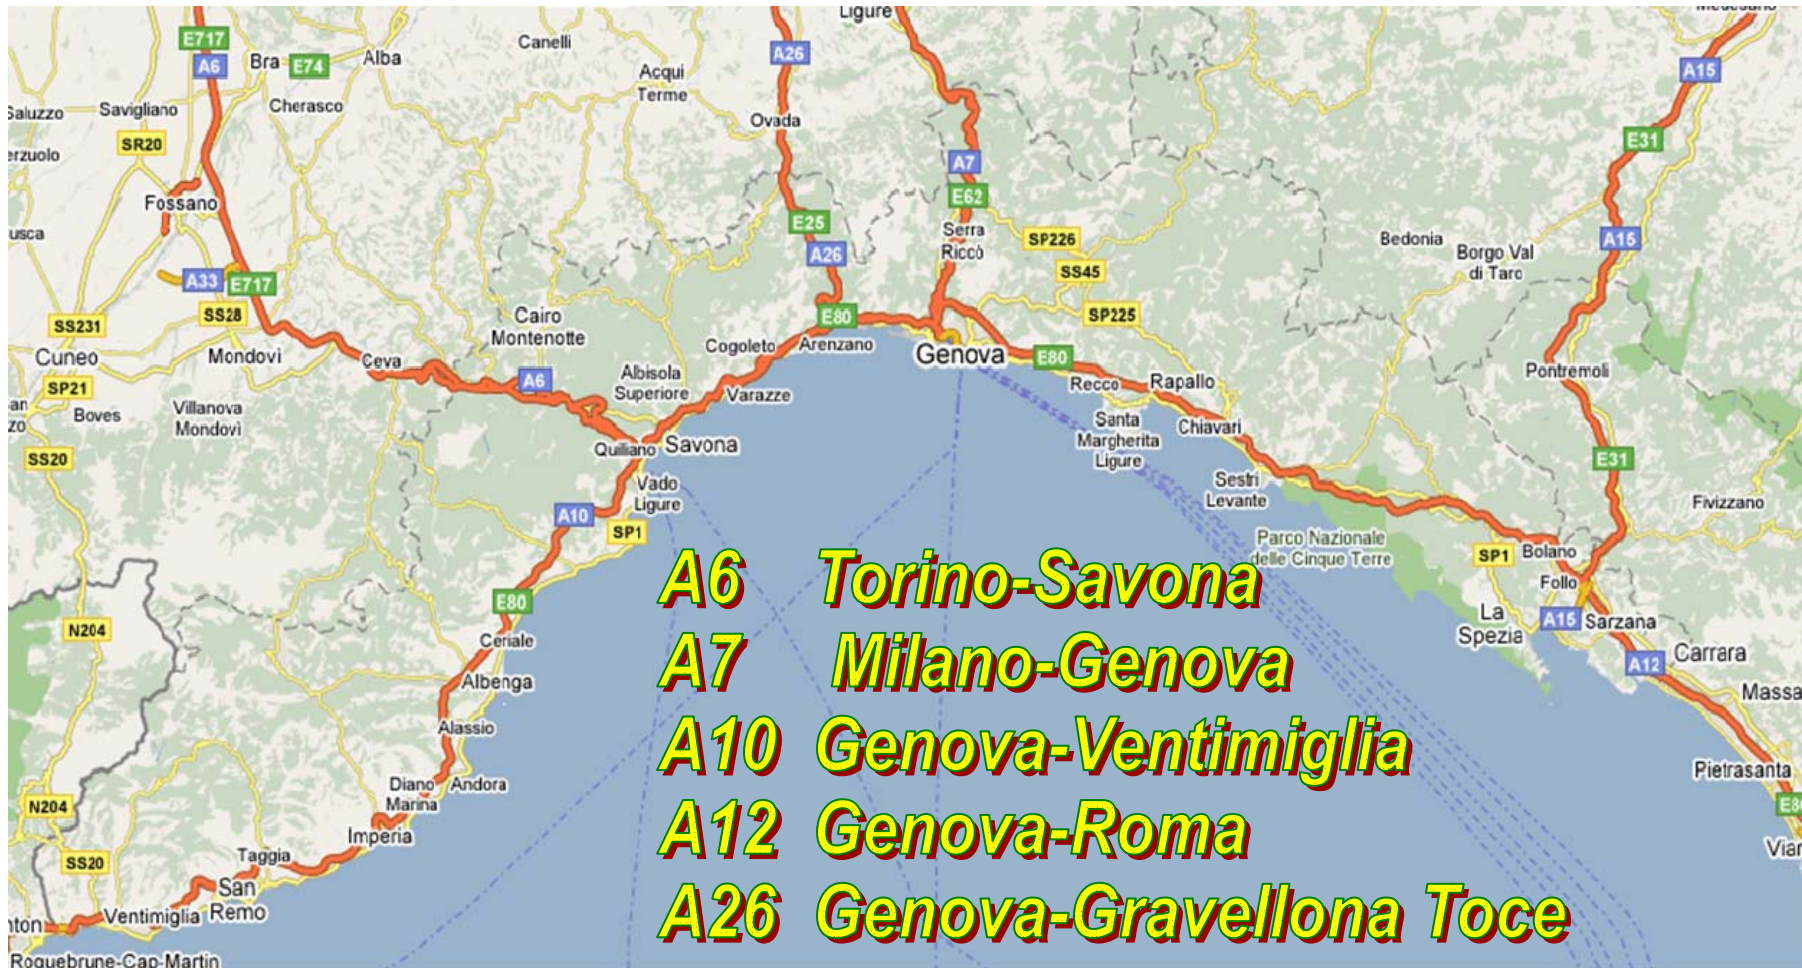 Ligure
E717
A6
Bra
E74
Alba
Canelli
A26
A15
Acqui
Terme
Saluzzo
Savigliano
Cherasco
Ovada
SR20
E31
A7
E62
Fossano
E25
Serra
Riccò
SP226
A26
Bedonia
A15
Borgo Val
di Taro
SS45
A33
E717
SS28
SS231
Cairo
Montenotte
E80
SP225
Cuneo
Mondovì
Ceva
Cogoleto
Arenzano
Genova
E80
SP21
A6
Albisola
Superiore
Varazze
Recco
Rapallo
Pontremoli
Boves
Villanova
Mondovì
Santa
Margherita
Ligure
Chiavari
SS20
Quiliano
Savona
E31
Vado
Ligure
Sestri
Levante
Fivizzano
A10
SP1
Parco Nazionale
delle Cinque Terre
SP1
Bolano
Follo
A6 Torino-Savona
E80
N204
La
Spezia
A15
Sarzana
Ceriale
A7 Milano-Genova
A12
Carrara
Albenga
Massa
Alassio
A10 Genova-Ventimiglia
Pietrasanta
Diano
Marina
Andora
N204
Imperia
A12 Genova-Roma
SS20
Taggia
San
Remo
Ventimiglia
A26 Genova-Gravellona Toce
Roquebrune-Cap-Martin